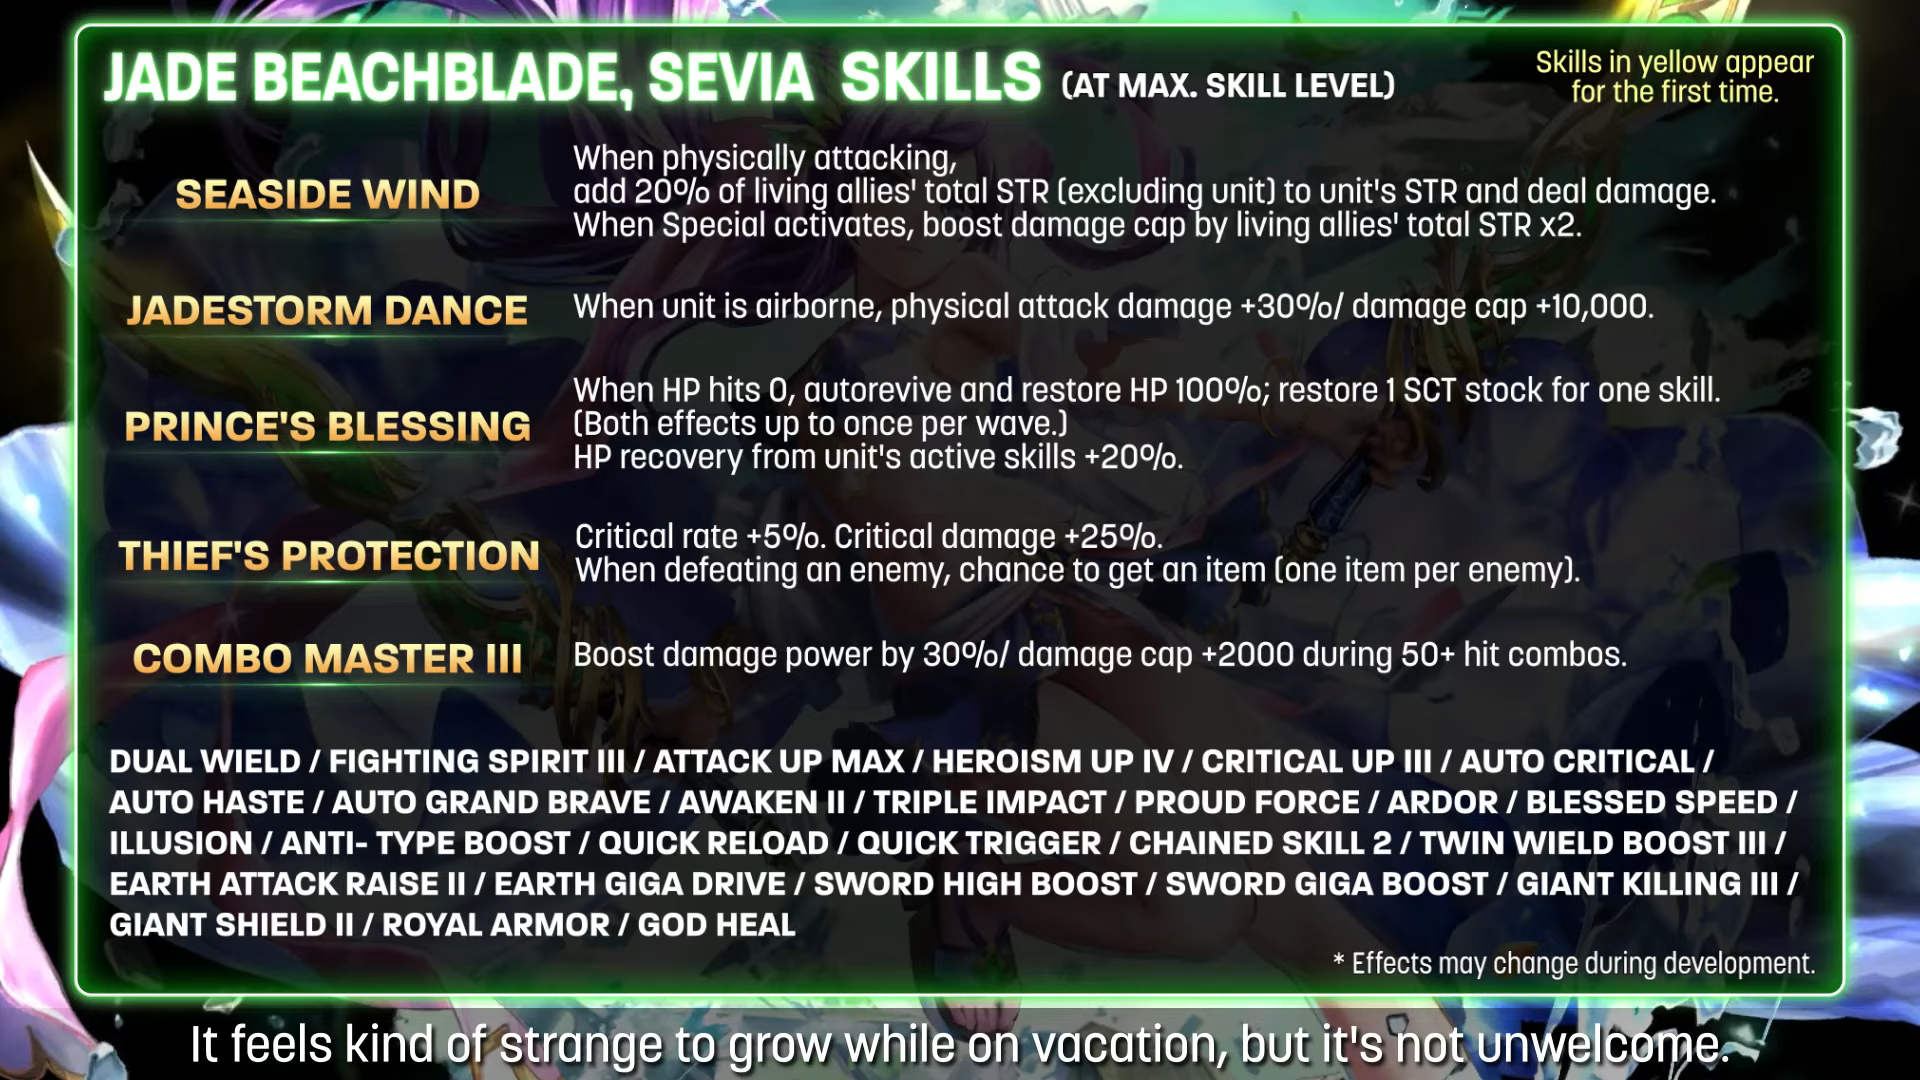 JADE BEACHBLADE, SEVIA SKILLS (AT MAX. SKILL LEVEL)
Skills in yellow appear
for the first time.
SEASIDE WIND
When physically attacking,
add 20% of living allies' total STR (excluding unit) to unit's STR and deal damage.
When Special activates, boost damage cap by living allies' total STR x2.
JADESTORM DANCE
When unit is airborne, physical attack damage +30%/ damage cap +10,000.
PRINCE'S BLESSING
When HP hits 0, autorevive and restore HP 100%; restore 1 SCT stock for one skill.
(Both effects up to once per wave.)
HP recovery from unit's active skills +20%.
THIEF'S PROTECTION
Critical rate +5%. Critical damage +25%.
When defeating an enemy, chance to get an item (one item per enemy).
COMBO MASTER III
Boost damage power by 30%/ damage cap +2000 during 50+ hit combos.
DUAL WIELD / FIGHTING SPIRIT III / ATTACK UP MAX / HEROISM UP IV / CRITICAL UP III / AUTO CRITICAL /
AUTO HASTE / AUTO GRAND BRAVE / AWAKEN II / TRIPLE IMPACT / PROUD FORCE / ARDOR / BLESSED SPEED /
ILLUSION / ANTI- TYPE BOOST / QUICK RELOAD / QUICK TRIGGER / CHAINED SKILL 2 / TWIN WIELD BOOST III /
EARTH ATTACK RAISE II / EARTH GIGA DRIVE / SWORD HIGH BOOST / SWORD GIGA BOOST / GIANT KILLING III /
GIANT SHIELD II / ROYAL ARMOR / GOD HEAL
* Effects may change during development.
It feels kind of strange to grow while on vacation, but it's not unwelcome.